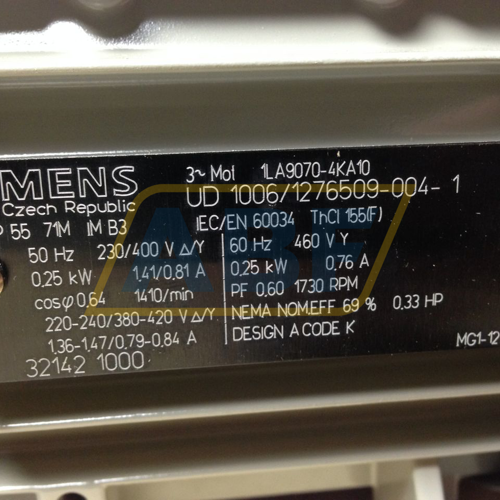 MENS
Czech Republic
3~ Mot 1LA9070-4KA10
UD 1006/1276509-004-1
P 55 71M IM B3
IEC/EN 60034 ThCl 155(F)
50 Hz 230/400 V Δ/Y
0,25 kW 1.41/0,81 A
cosφ 0,64 1410/min
220-240/380-420 V Δ/Y
1,36-1.47/0,79-0,84 A
60 Hz 460 V Y
0.25 kW 0.76 A
PF 0,60 1730 RPM
NEMA NOM.EFF 69 % 0.33 HP
DESIGN A CODE K
MG1-12
32142 1000
ABF